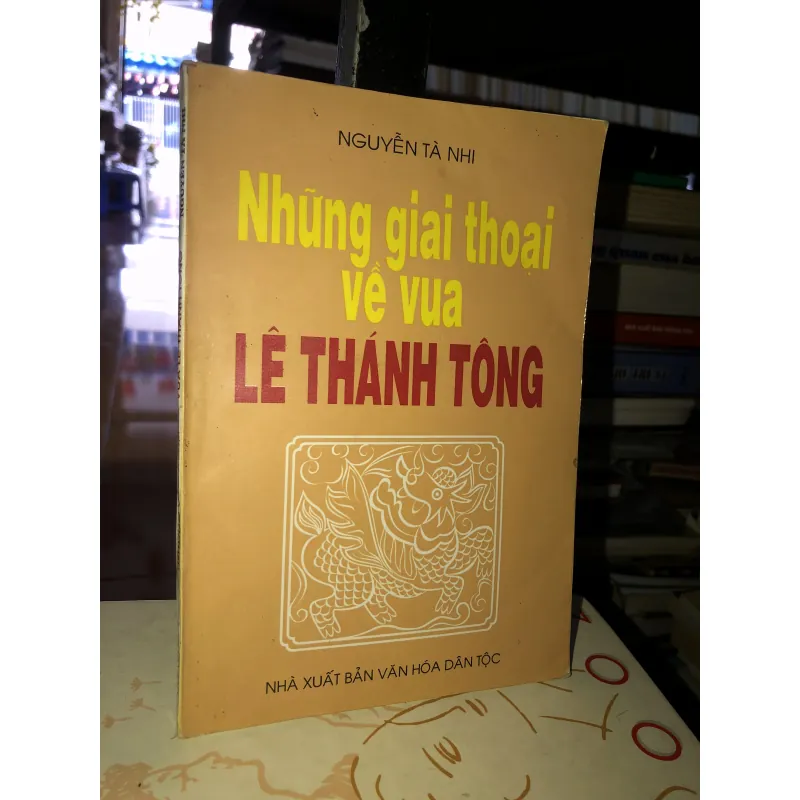 NGUYỄN TÀ NHI
Những giai thoại
về vua
LÊ THÁNH TÔNG
NHÀ XUẤT BẢN VĂN HÓA DÂN TỘC